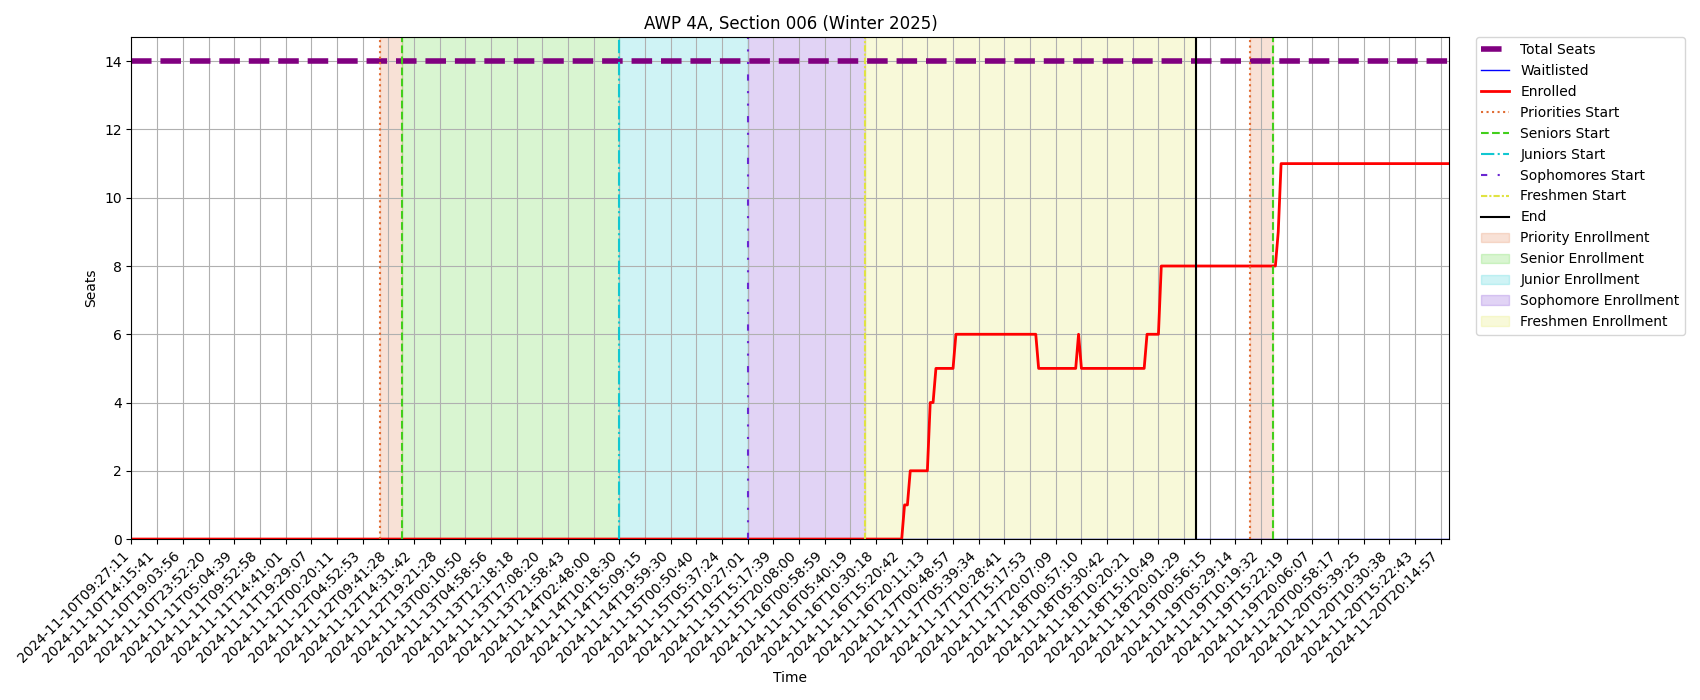 AWP 4A, Section 006 (Winter 2025)
Seats
14
12
10
8
6
4
2
0
2024-11-10T09:27:11
2024-11-10T14:15:41
2024-11-10T19:03:56
2024-11-10T23:52:20
2024-11-11T05:04:39
2024-11-11T09:52:58
2024-11-11T14:41:01
2024-11-11T19:29:07
2024-11-12T00:20:11
2024-11-12T04:52:53
2024-11-12T09:41:28
2024-11-12T14:31:42
2024-11-12T19:21:28
2024-11-13T00:10:50
2024-11-13T04:58:56
2024-11-13T12:18:18
2024-11-13T17:08:20
2024-11-13T21:58:43
2024-11-14T02:48:00
2024-11-14T10:18:30
2024-11-14T15:09:15
2024-11-14T19:59:30
2024-11-15T00:50:40
2024-11-15T05:37:24
2024-11-15T10:27:01
2024-11-15T15:17:39
2024-11-15T20:08:00
2024-11-16T00:58:59
2024-11-16T05:40:19
2024-11-16T10:30:18
2024-11-16T15:20:42
2024-11-16T20:11:13
2024-11-17T00:48:57
2024-11-17T05:39:34
2024-11-17T10:28:41
2024-11-17T15:17:53
2024-11-17T20:07:09
2024-11-18T00:57:10
2024-11-18T05:30:42
2024-11-18T10:20:21
2024-11-18T15:10:49
2024-11-18T20:01:29
2024-11-19T00:56:15
2024-11-19T05:29:14
2024-11-19T10:19:32
2024-11-19T15:22:19
2024-11-19T20:06:07
2024-11-20T00:58:17
2024-11-20T05:39:25
2024-11-20T10:30:38
2024-11-20T15:22:43
2024-11-20T20:14:57
Time
Total Seats
Waitlisted
Enrolled
Priorities Start
Seniors Start
Juniors Start
Sophomores Start
Freshmen Start
End
Priority Enrollment
Senior Enrollment
Junior Enrollment
Sophomore Enrollment
Freshmen Enrollment